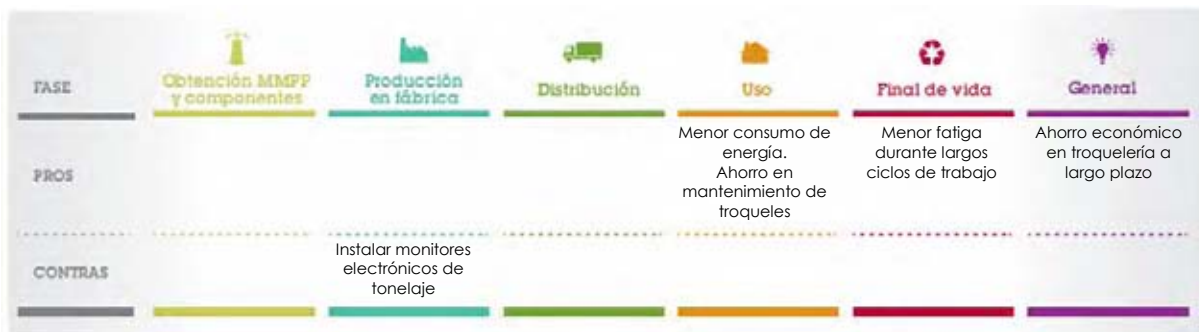 FASE
Obtención MMPP
y componentes
Producción
en fábrica
Distribución
Uso
Final de vida
General
PROS
Menor consumo de
energía.
Ahorro en
mantenimiento de
troqueles
Menor fatiga
durante largos
ciclos de trabajo
Ahorro económico
en troquelería a
largo plazo
CONTRAS
Instalar monitores
electrónicos de
tonelaje